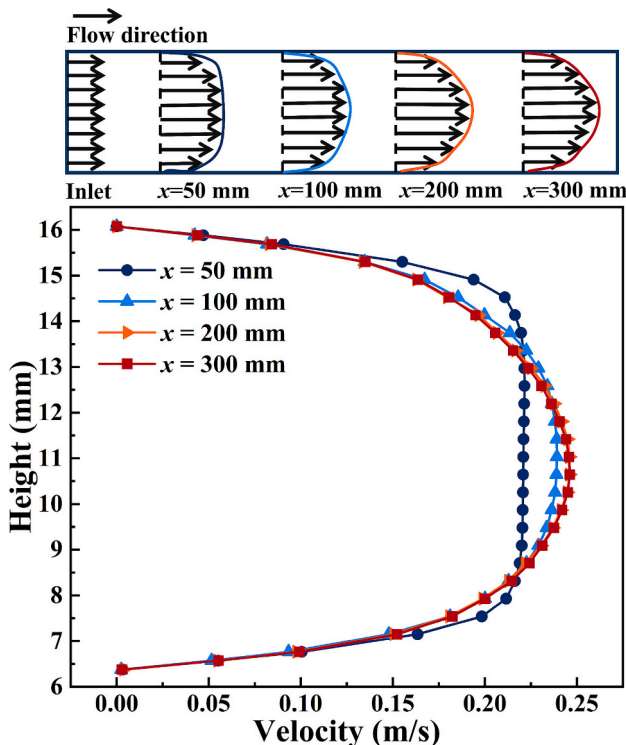 Flow direction
Inlet x=50 mm x=100 mm x=200 mm x=300 mm
x = 50 mm
x = 100 mm
x = 200 mm
x = 300 mm
16
15
14
13
12
11
10
9
8
7
6
Height (mm)
0.00 0.05 0.10 0.15 0.20 0.25
Velocity (m/s)